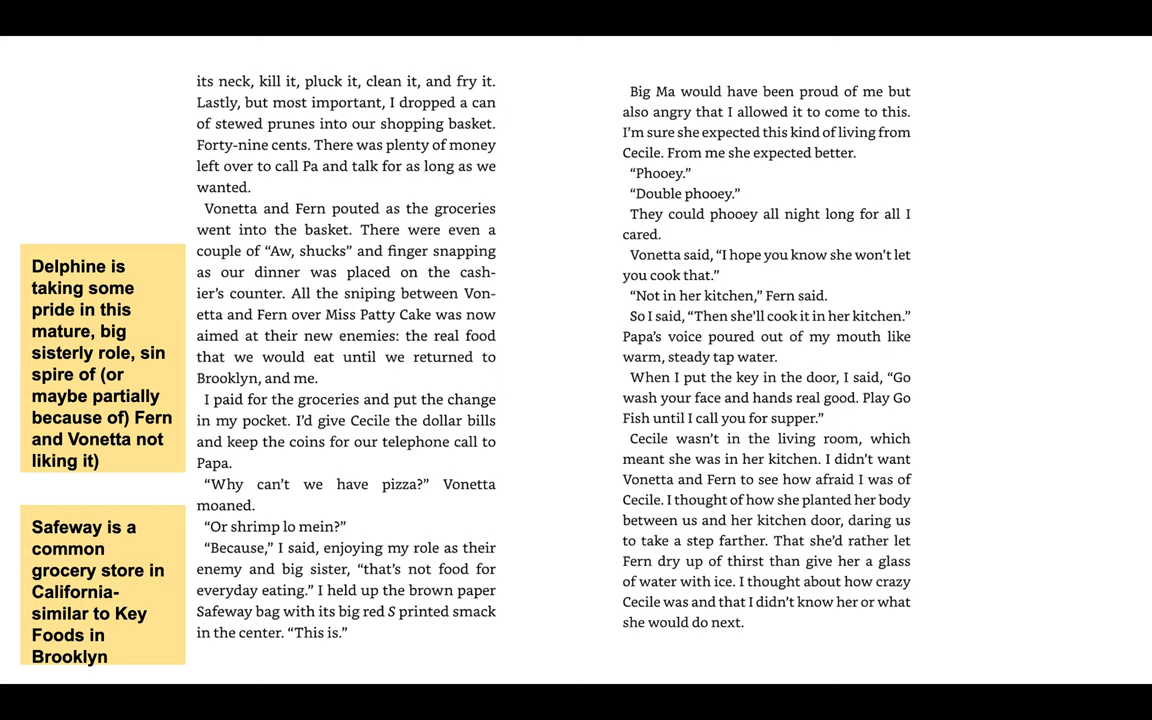 its neck, kill it, pluck it, clean it, and fry it.
Lastly, but most important, I dropped a can
of stewed prunes into our shopping basket.
Forty-nine cents. There was plenty of money
left over to call Pa and talk for as long as we
wanted.
Vonetta and Fern pouted as the groceries
went into the basket. There were even a
couple of “Aw, shucks” and finger snapping
as our dinner was placed on the cash-
ier’s counter. All the sniping between Von-
etta and Fern over Miss Patty Cake was now
aimed at their new enemies: the real food
that we would eat until we returned to
Brooklyn, and me.
I paid for the groceries and put the change
in my pocket. I’d give Cecile the dollar bills
and keep the coins for our telephone call to
Papa.
“Why can’t we have pizza?” Vonetta
moaned.
“Or shrimp lo mein?”
“Because,” I said, enjoying my role as their
enemy and big sister, “that’s not food for
everyday eating.” I held up the brown paper
Safeway bag with its big red S printed smack
in the center. “This is.”
Delphine is
taking some
pride in this
mature, big
sisterly role, sin
spire of (or
maybe partially
because of) Fern
and Vonetta not
liking it)
Safeway is a
common
grocery store in
California-
similar to Key
Foods in
Brooklyn
Big Ma would have been proud of me but
also angry that I allowed it to come to this.
I’m sure she expected this kind of living from
Cecile. From me she expected better.
“Phooey.”
“Double phooey.”
They could phooey all night long for all I
cared.
Vonetta said, “I hope you know she won’t let
you cook that.”
“Not in her kitchen,” Fern said.
So I said, “Then she’ll cook it in her kitchen.”
Papa’s voice poured out of my mouth like
warm, steady tap water.
When I put the key in the door, I said, “Go
wash your face and hands real good. Play Go
Fish until I call you for supper.”
Cecile wasn’t in the living room, which
meant she was in her kitchen. I didn’t want
Vonetta and Fern to see how afraid I was of
Cecile. I thought of how she planted her body
between us and her kitchen door, daring us
to take a step farther. That she’d rather let
Fern dry up of thirst than give her a glass
of water with ice. I thought about how crazy
Cecile was and that I didn’t know her or what
she would do next.